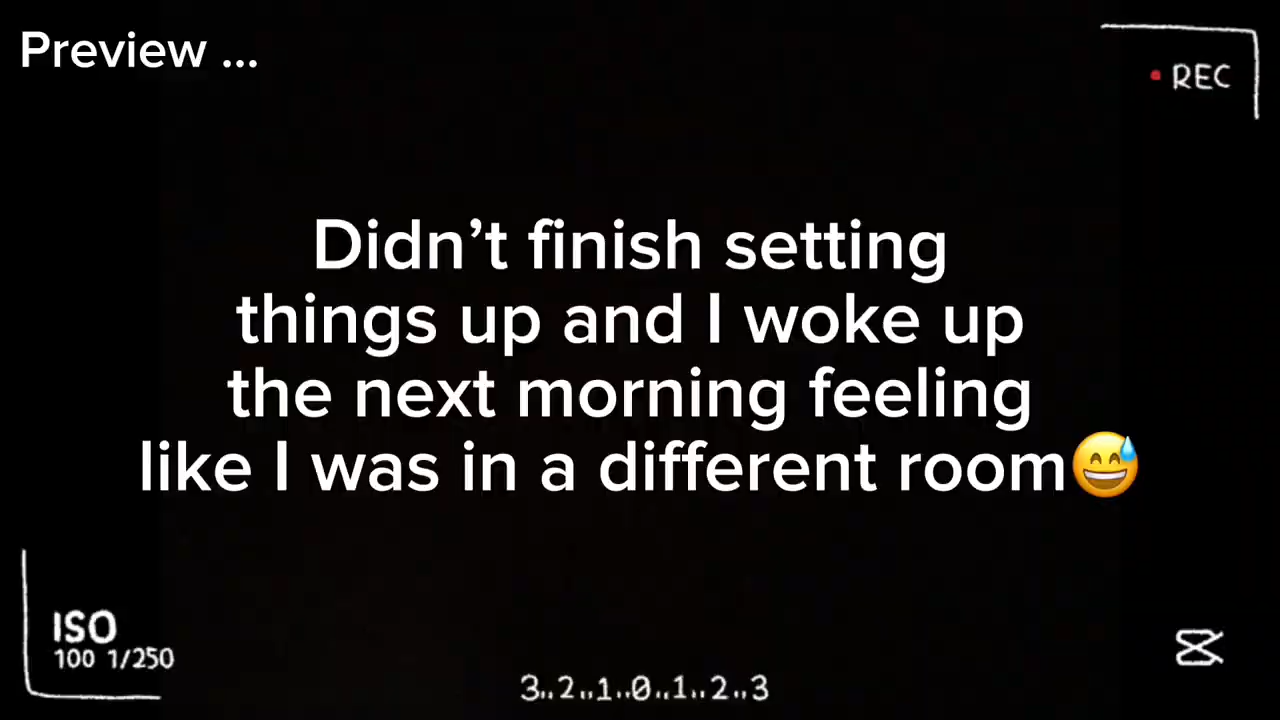 Preview ...
REC
Didn’t finish setting
things up and I woke up
the next morning feeling
like I was in a different room😅
ISO
100 1/250
3..2..1..0..1..2..3